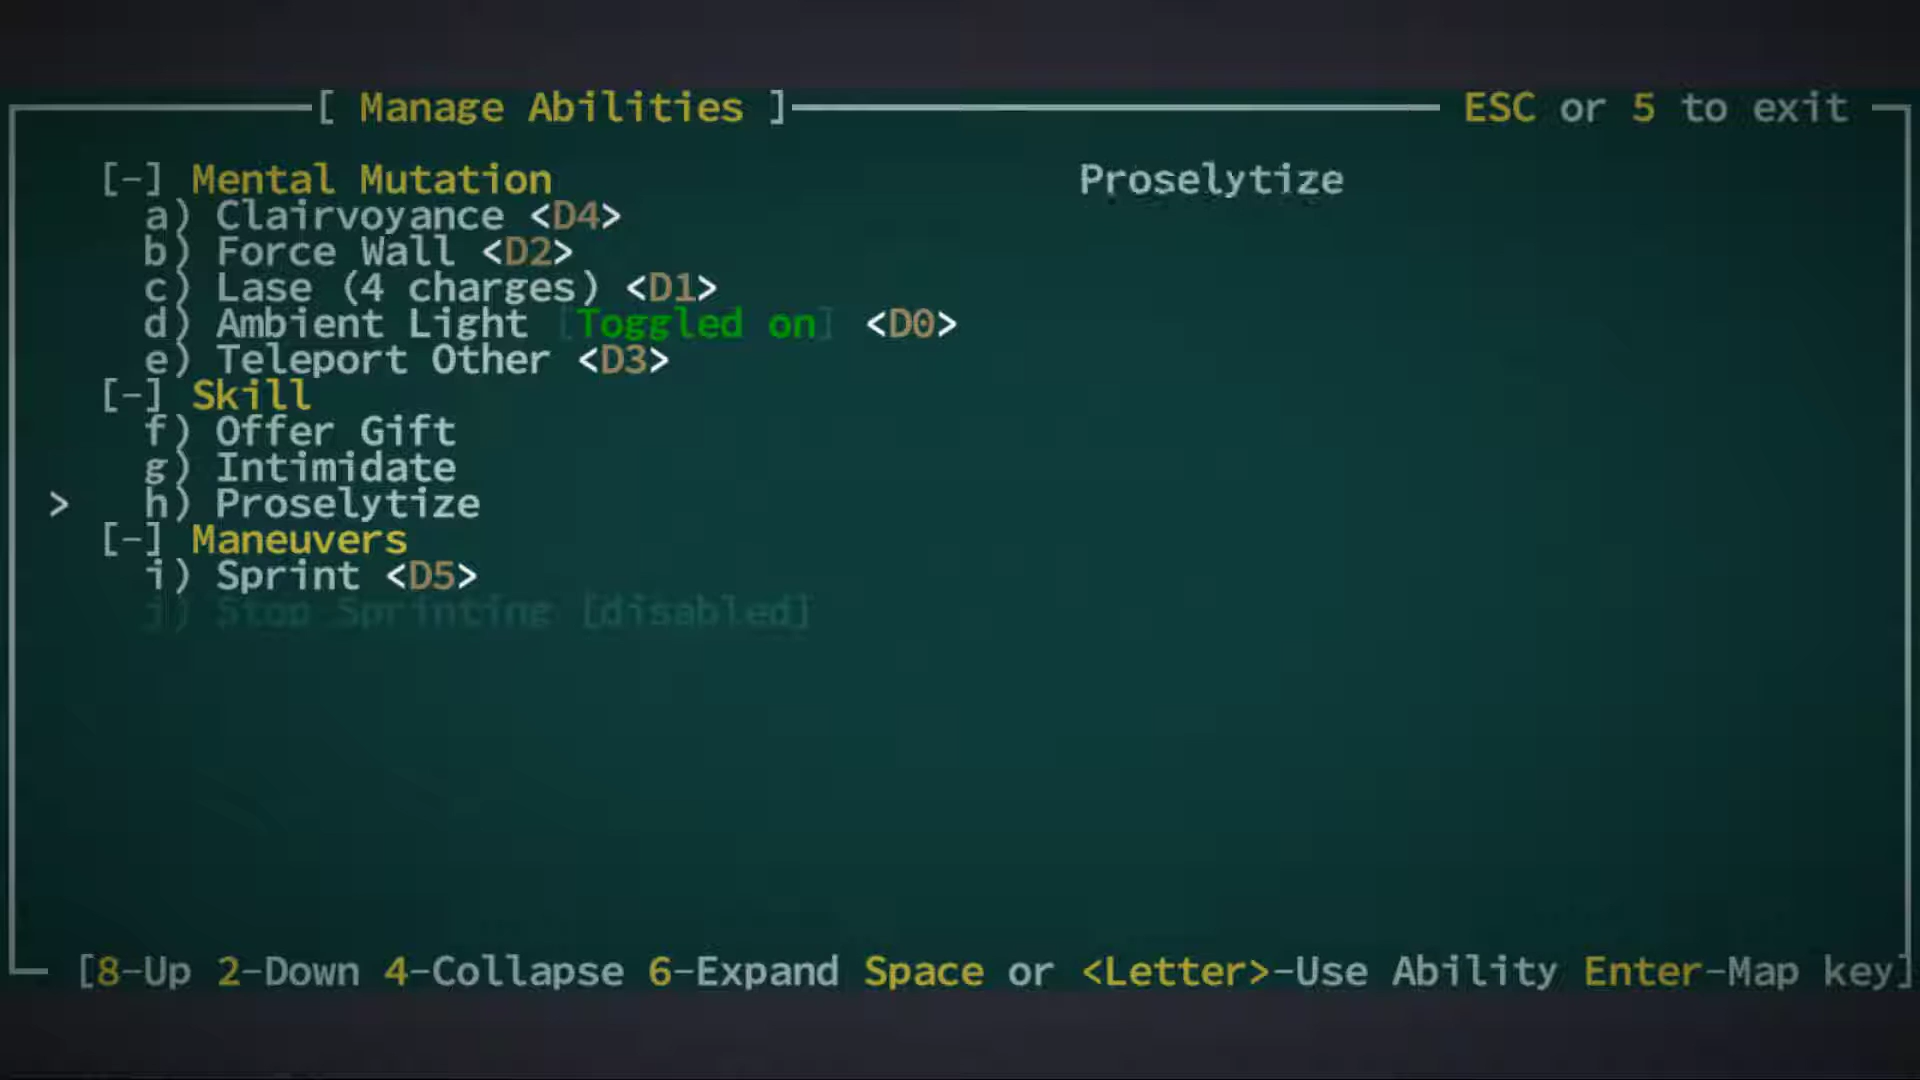 [ Manage Abilities ] ESC or 5 to exit
[-] Mental Mutation Proselytize
a) Clairvoyance <D4>
b) Force Wall <D2>
c) Lase (4 charges) <D1>
d) Ambient Light [Toggled on] <D0>
e) Teleport Other <D3>
[-] Skill
f) Offer Gift
g) Intimidate
> h) Proselytize
[-] Maneuvers
i) Sprint <D5>
j) Stop Sprinting [disabled]
[8-Up 2-Down 4-Collapse 6-Expand Space or <Letter>-Use Ability Enter-Map key]